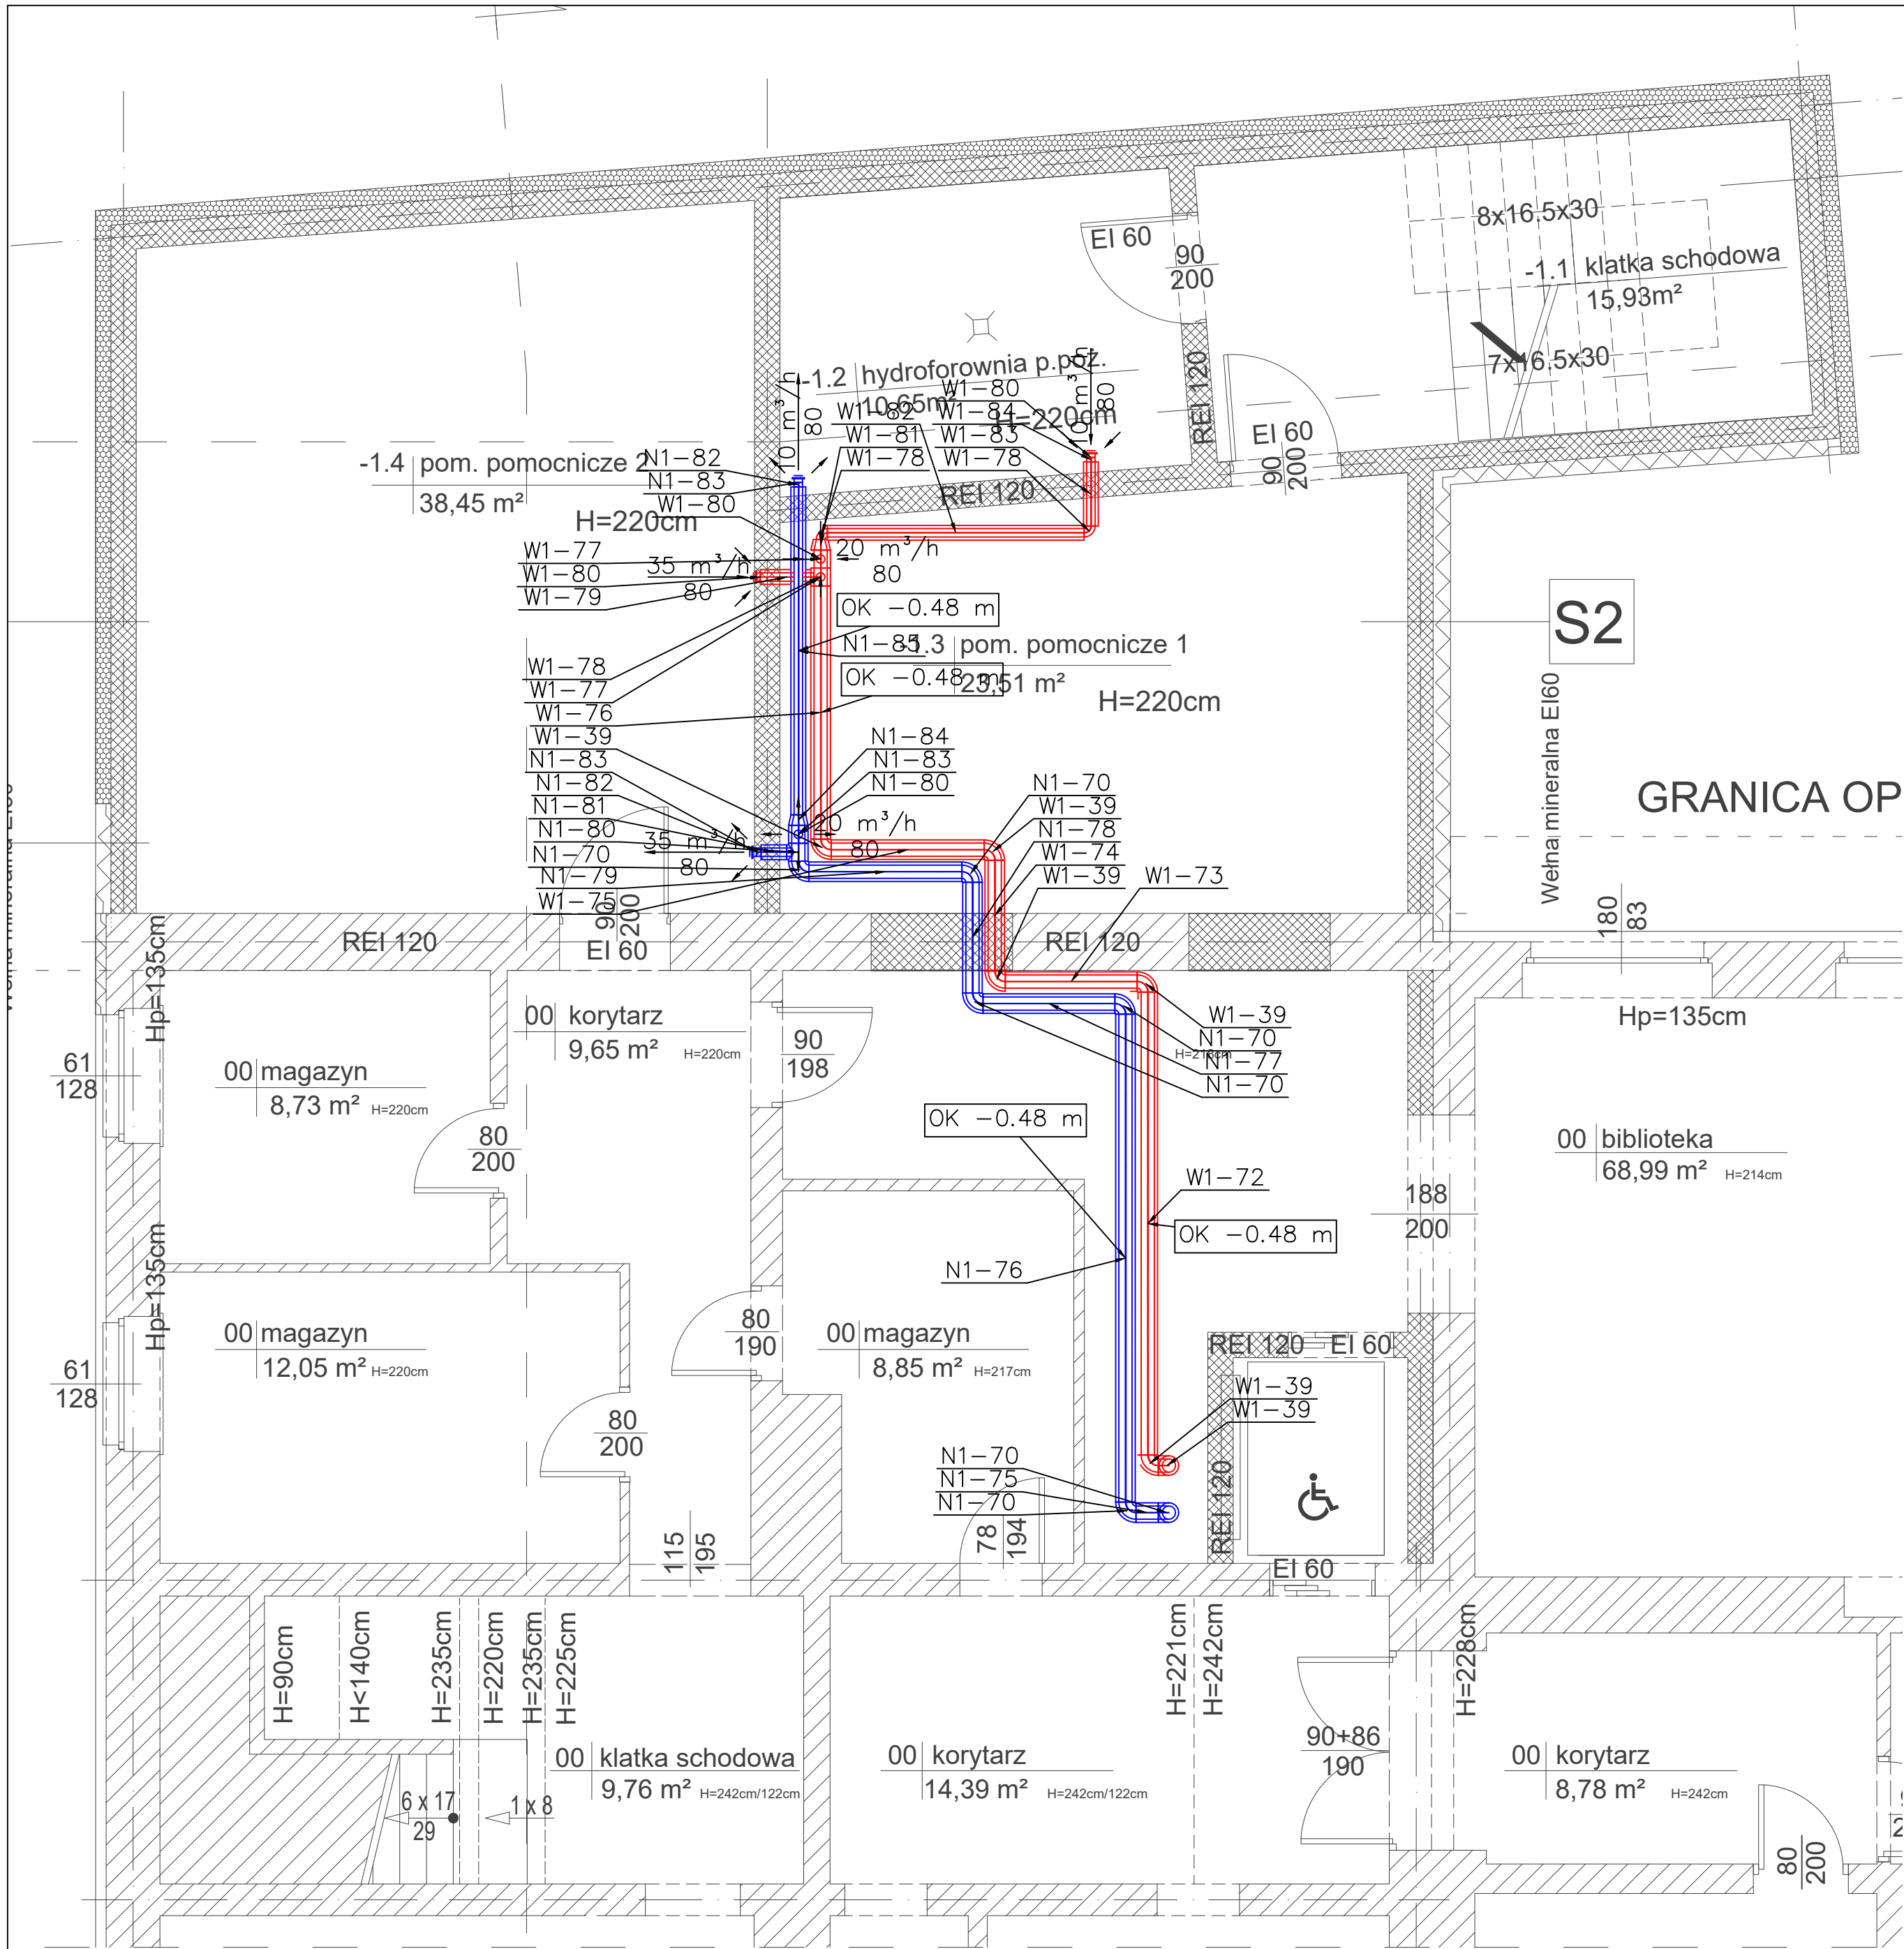 8x16.5x30
-1.1 klatka schodowa
15,93m²
7x16.5x30
EI 60
90
200
REI 120
EI 60
90
200
-1.2 hydroforownia p.poż.
10,65m²
H=220cm
10 m³/h
80
10 m³/h
80
W1-80
W1-82
W1-84
W1-81
W1-83
W1-78
W1-78
REI 120
-1.4 pom. pomocnicze 2
38,45 m²
H=220cm
N1-82
N1-83
W1-80
W1-77
W1-80
W1-79
35 m³/h
80
20 m³/h
80
OK -0.48 m
N1-85
-1.3 pom. pomocnicze 1
23,51 m²
OK -0.48 m
H=220cm
S2
Wełna mineralna EI60
GRANICA OP
W1-78
W1-77
W1-76
W1-39
N1-83
N1-82
N1-81
N1-80
N1-70
N1-79
W1-75
N1-84
N1-83
N1-80
20 m³/h
80
35 m³/h
80
N1-70
W1-39
N1-78
W1-74
W1-39
W1-73
90
200
EI 60
REI 120
REI 120
180
83
Hp=135cm
Hp=135cm
61
128
00 magazyn
8,73 m² H=220cm
00 korytarz
9,65 m² H=220cm
90
198
80
200
W1-39
N1-70
H=218cm
N1-77
N1-70
OK -0.48 m
W1-72
OK -0.48 m
N1-76
00 biblioteka
68,99 m² H=214cm
188
200
Hp=135cm
61
128
00 magazyn
12,05 m² H=220cm
80
200
80
190
00 magazyn
8,85 m² H=217cm
REI 120
EI 60
W1-39
W1-39
N1-70
N1-75
N1-70
REI 120
EI 60
115
195
78
194
H=90cm
H<140cm
H=235cm
H=220cm
H=235cm
H=225cm
H=221cm
H=242cm
H=228cm
00 klatka schodowa
9,76 m² H=242cm/122cm
6 x 17
29
1 x 8
00 korytarz
14,39 m² H=242cm/122cm
90+86
190
00 korytarz
8,78 m² H=242cm
80
200